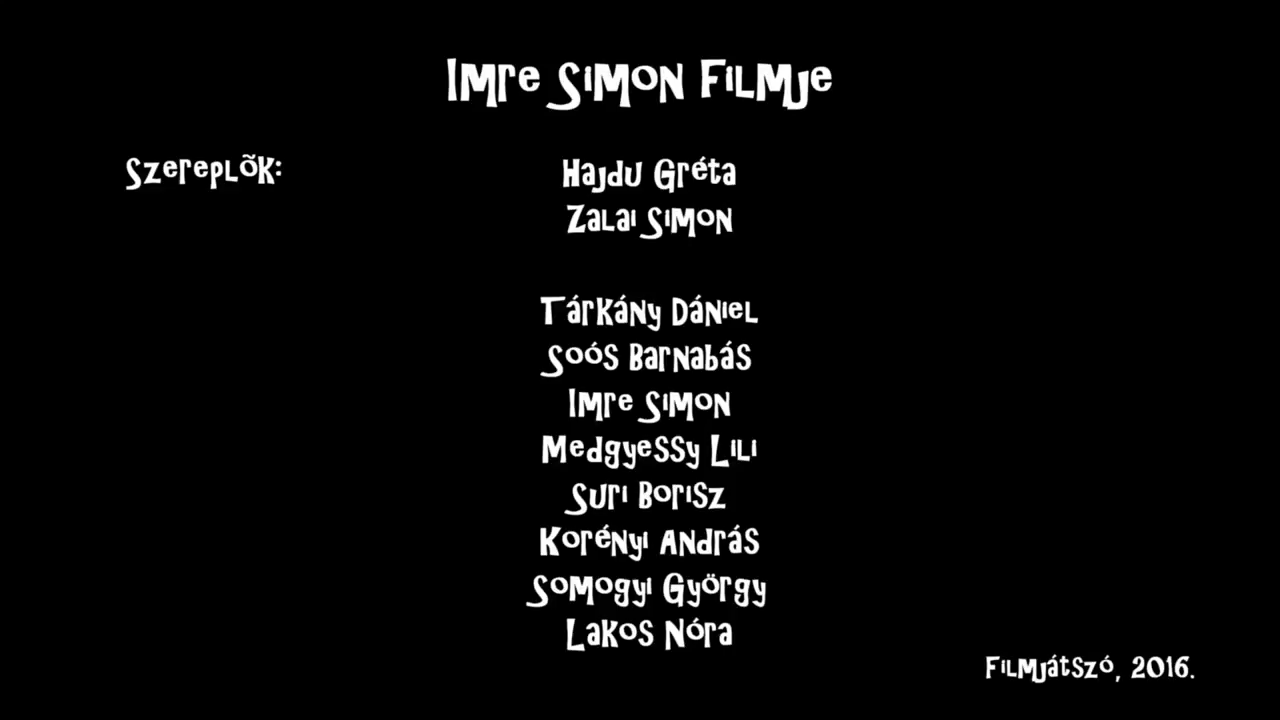 Imre Simon Filmje
Szereplõk:
Hajdu Gréta
Zalai Simon
Tárkány Dániel
Soós Barnabás
Imre Simon
Medgyessy Lili
Suri Borisz
Korényi András
Somogyi György
Lakos Nóra
Filmjátszó, 2016.